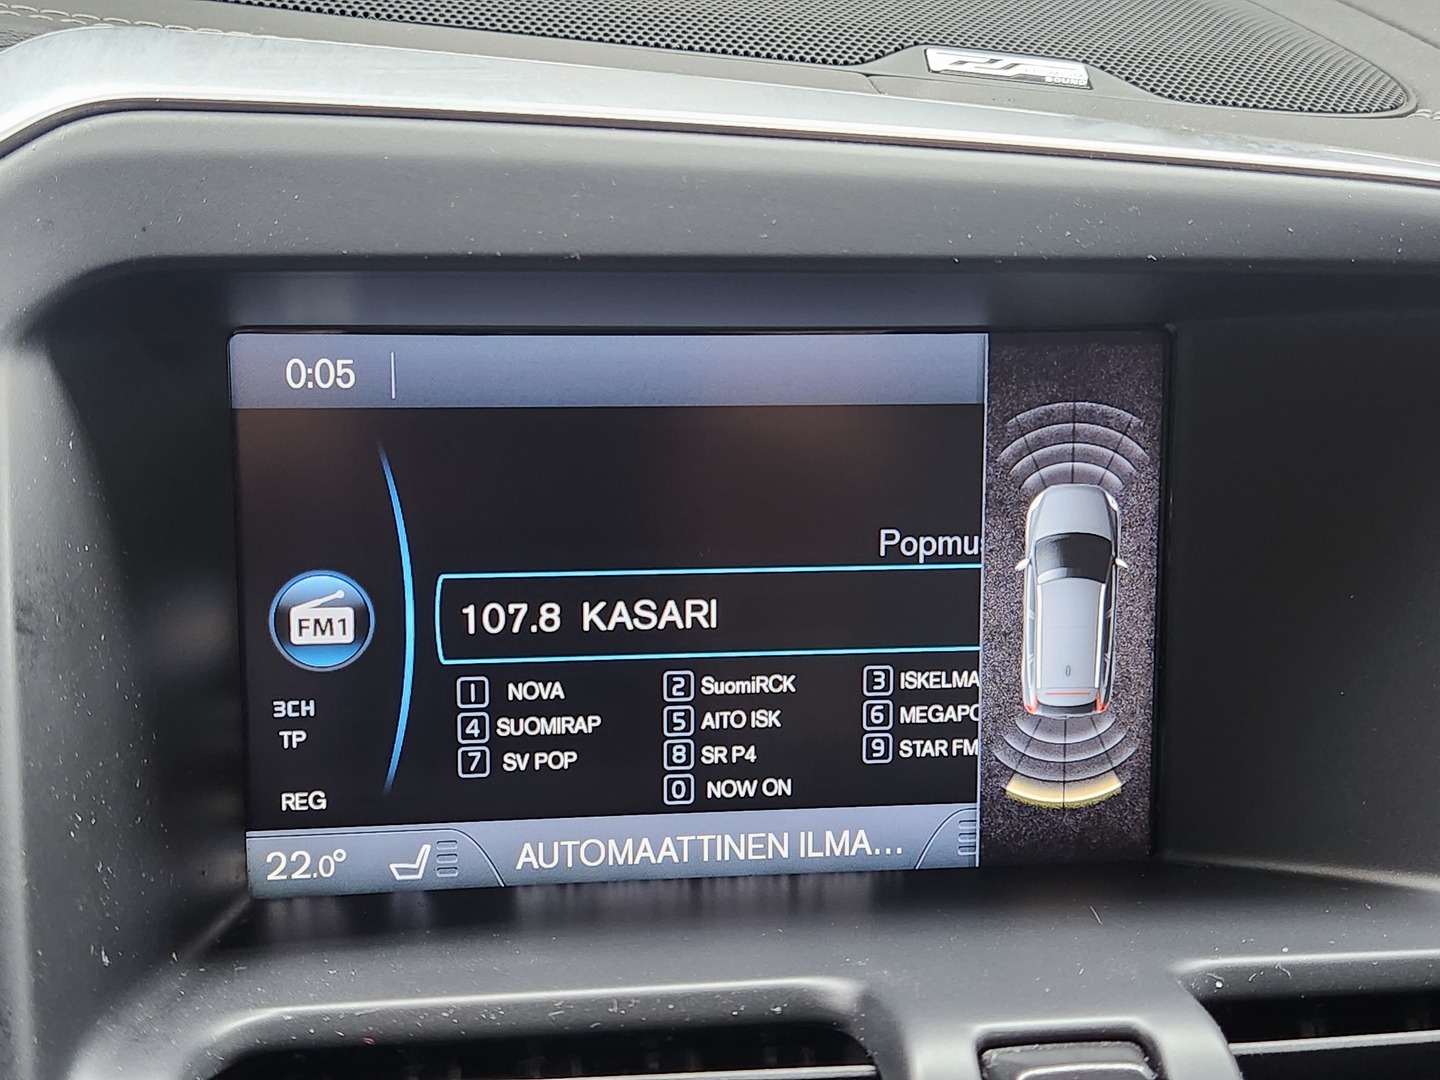 0:05
Popmus
FM1
107.8 KASARI
1 NOVA 2 SuomiRCK 3 ISKELMA
3CH
4 SUOMIRAP 5 AITO ISK 6 MEGAPO
TP
7 SV POP 8 SR P4 9 STAR FM
0 NOW ON
REG
22.0° AUTOMAATTINEN ILMA...